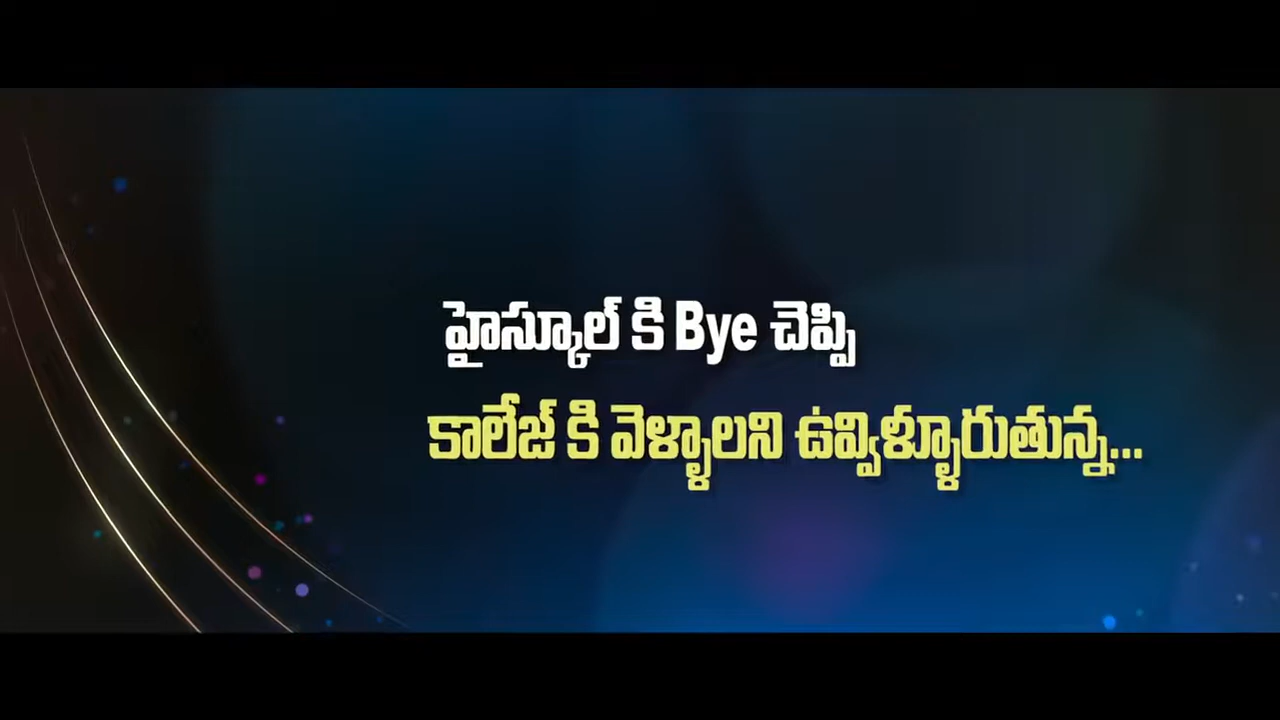 హైస్కూల్ కి Bye చెప్పి
కాలేజ్ కి వెళ్ళాలని ఉవ్విళ్ళూరుతున్న...